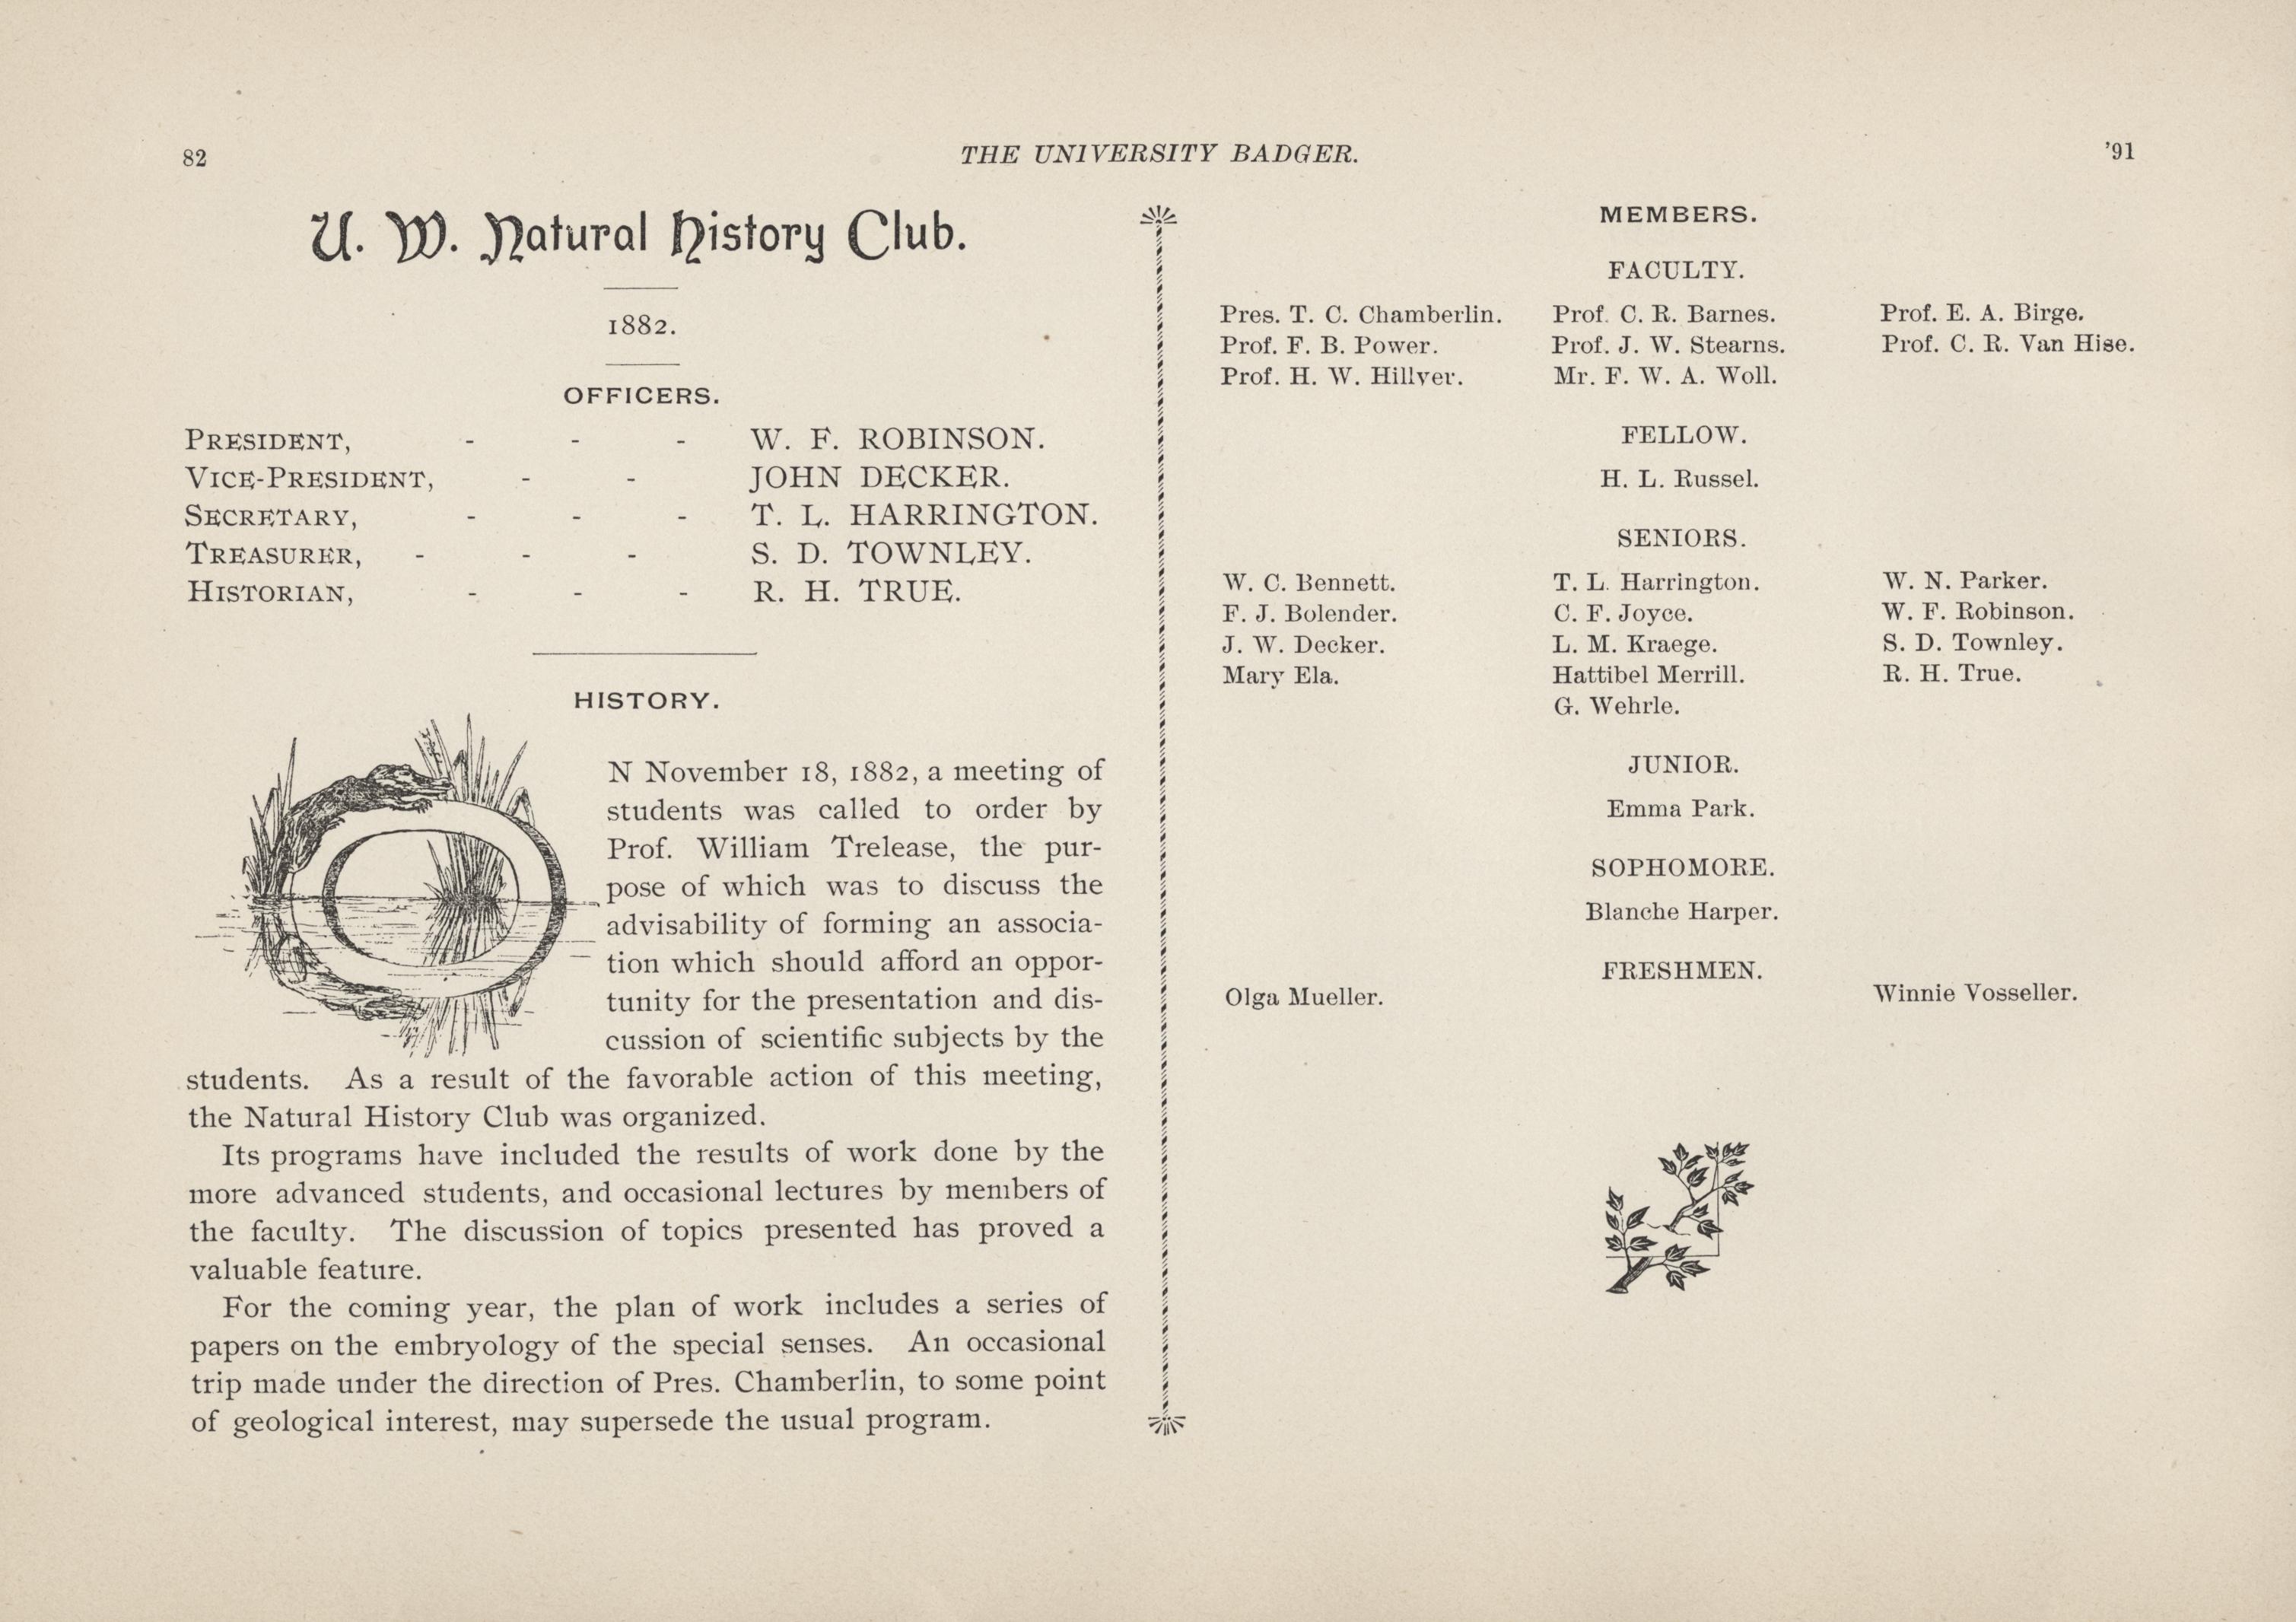 82
THE UNIVERSITY BADGER.
'91
U. W. Natural History Club.
1882.
OFFICERS.
PRESIDENT, - - - W. F. ROBINSON.
VICE-PRESIDENT, - - JOHN DECKER.
SECRETARY, - - - T. L. HARRINGTON.
TREASURER, - - - S. D. TOWNLEY.
HISTORIAN, - - - R. H. TRUE.
HISTORY.
ON November 18, 1882, a meeting of
students was called to order by
Prof. William Trelease, the pur-
pose of which was to discuss the
advisability of forming an associa-
tion which should afford an oppor-
tunity for the presentation and dis-
cussion of scientific subjects by the
students. As a result of the favorable action of this meeting,
the Natural History Club was organized.
Its programs have included the results of work done by the
more advanced students, and occasional lectures by members of
the faculty. The discussion of topics presented has proved a
valuable feature.
For the coming year, the plan of work includes a series of
papers on the embryology of the special senses. An occasional
trip made under the direction of Pres. Chamberlin, to some point
of geological interest, may supersede the usual program.
MEMBERS.
FACULTY.
Pres. T. C. Chamberlin. Prof. C. R. Barnes. Prof. E. A. Birge.
Prof. F. B. Power. Prof. J. W. Stearns. Prof. C. R. Van Hise.
Prof. H. W. Hillyer. Mr. F. W. A. Woll.
FELLOW.
H. L. Russel.
SENIORS.
W. C. Bennett. T. L. Harrington. W. N. Parker.
F. J. Bolender. C. F. Joyce. W. F. Robinson.
J. W. Decker. L. M. Kraege. S. D. Townley.
Mary Ela. Hattibel Merrill. R. H. True.
G. Wehrle.
JUNIOR.
Emma Park.
SOPHOMORE.
Blanche Harper.
FRESHMEN.
Olga Mueller. Winnie Vosseller.